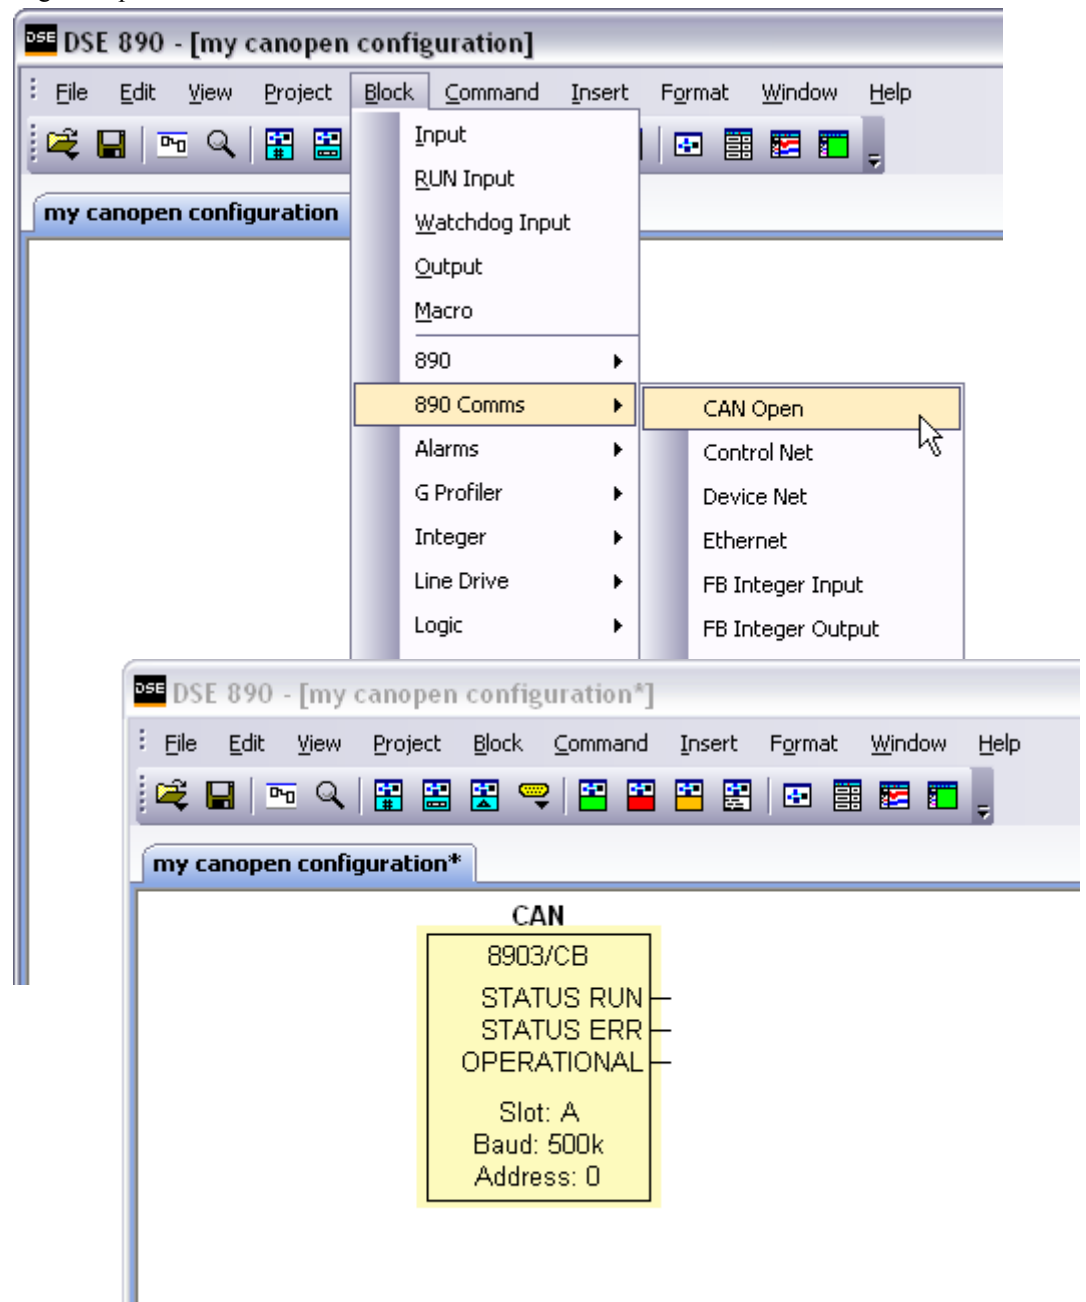 DSE DSE 890 - [my canopen configuration]
File Edit View Project Block Command Insert Format Window Help
my canopen configuration
Input
RUN Input
Watchdog Input
Output
Macro
890
890 Comms
Alarms
G Profiler
Integer
Line Drive
Logic
CAN Open
Control Net
Device Net
Ethernet
FB Integer Input
FB Integer Output
DSE DSE 890 - [my canopen configuration*]
File Edit View Project Block Command Insert Format Window Help
my canopen configuration*
CAN
8903/CB
STATUS RUN
STATUS ERR
OPERATIONAL
Slot: A
Baud: 500k
Address: 0